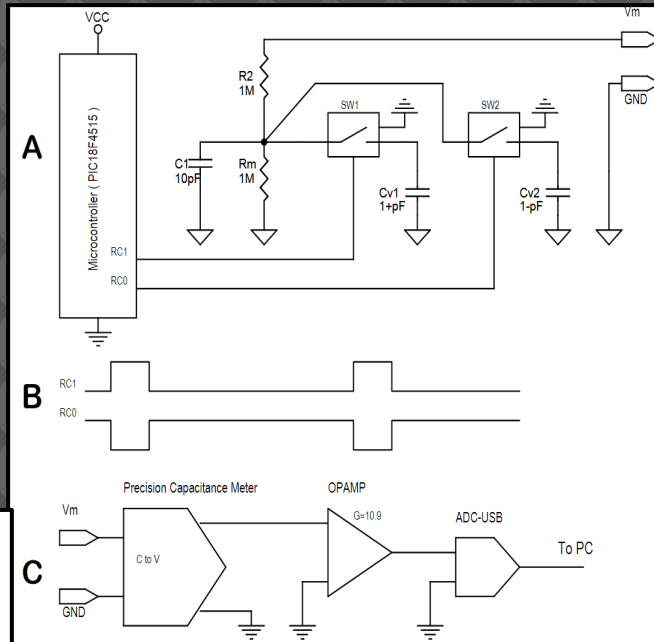 A
VCC
Microcontroller ( PIC18F4515 )
RC1
RC0
R2
1M
C1
10pF
Rm
1M
SW1
Cv1
1+pF
SW2
Cv2
1-pF
Vm
GND
B
RC1
RC0
C
Precision Capacitance Meter
Vm
GND
C to V
OPAMP
G=10.9
ADC-USB
To PC